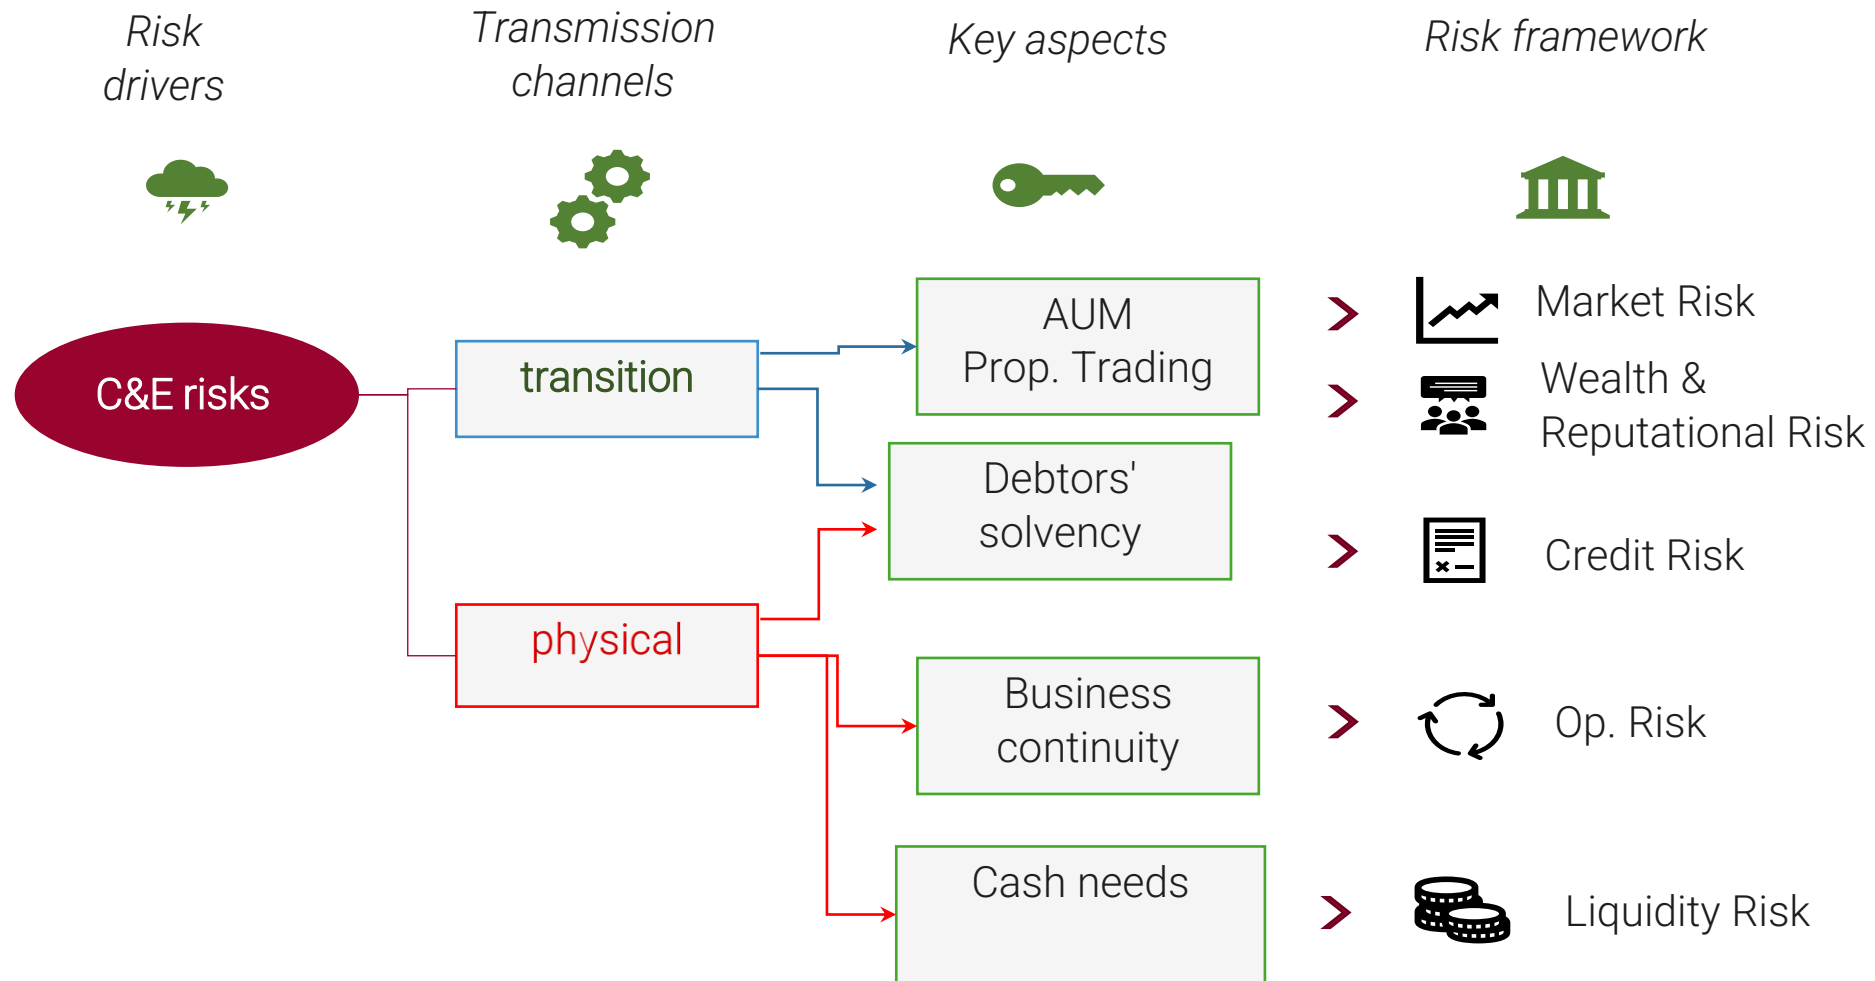 Risk
drivers
Transmission
channels
Key aspects
Risk framework
C&E risks
transition
physical
AUM
Prop. Trading
Debtors'
solvency
Business
continuity
Cash needs
Market Risk
Wealth &
Reputational Risk
Credit Risk
Op. Risk
Liquidity Risk